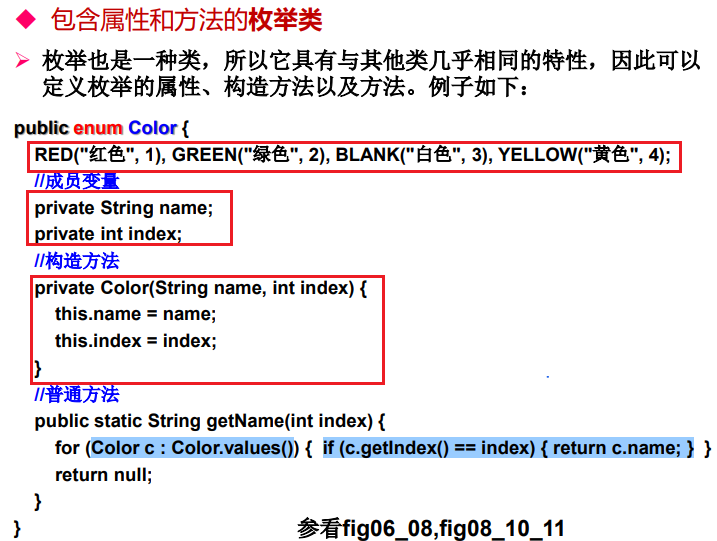 ◆ 包含属性和方法的枚举类
➢ 枚举也是一种类，所以它具有与其他类几乎相同的特性，因此可以
定义枚举的属性、构造方法以及方法。例子如下：
public enum Color {
RED("红色", 1), GREEN("绿色", 2), BLANK("白色", 3), YELLOW("黄色", 4);
//成员变量
private String name;
private int index;
//构造方法
private Color(String name, int index) {
this.name = name;
this.index = index;
}
//普通方法
public static String getName(int index) {
for (Color c : Color.values()) { if (c.getIndex() == index) { return c.name; } }
return null;
}
}
参看fig06_08,fig08_10_11